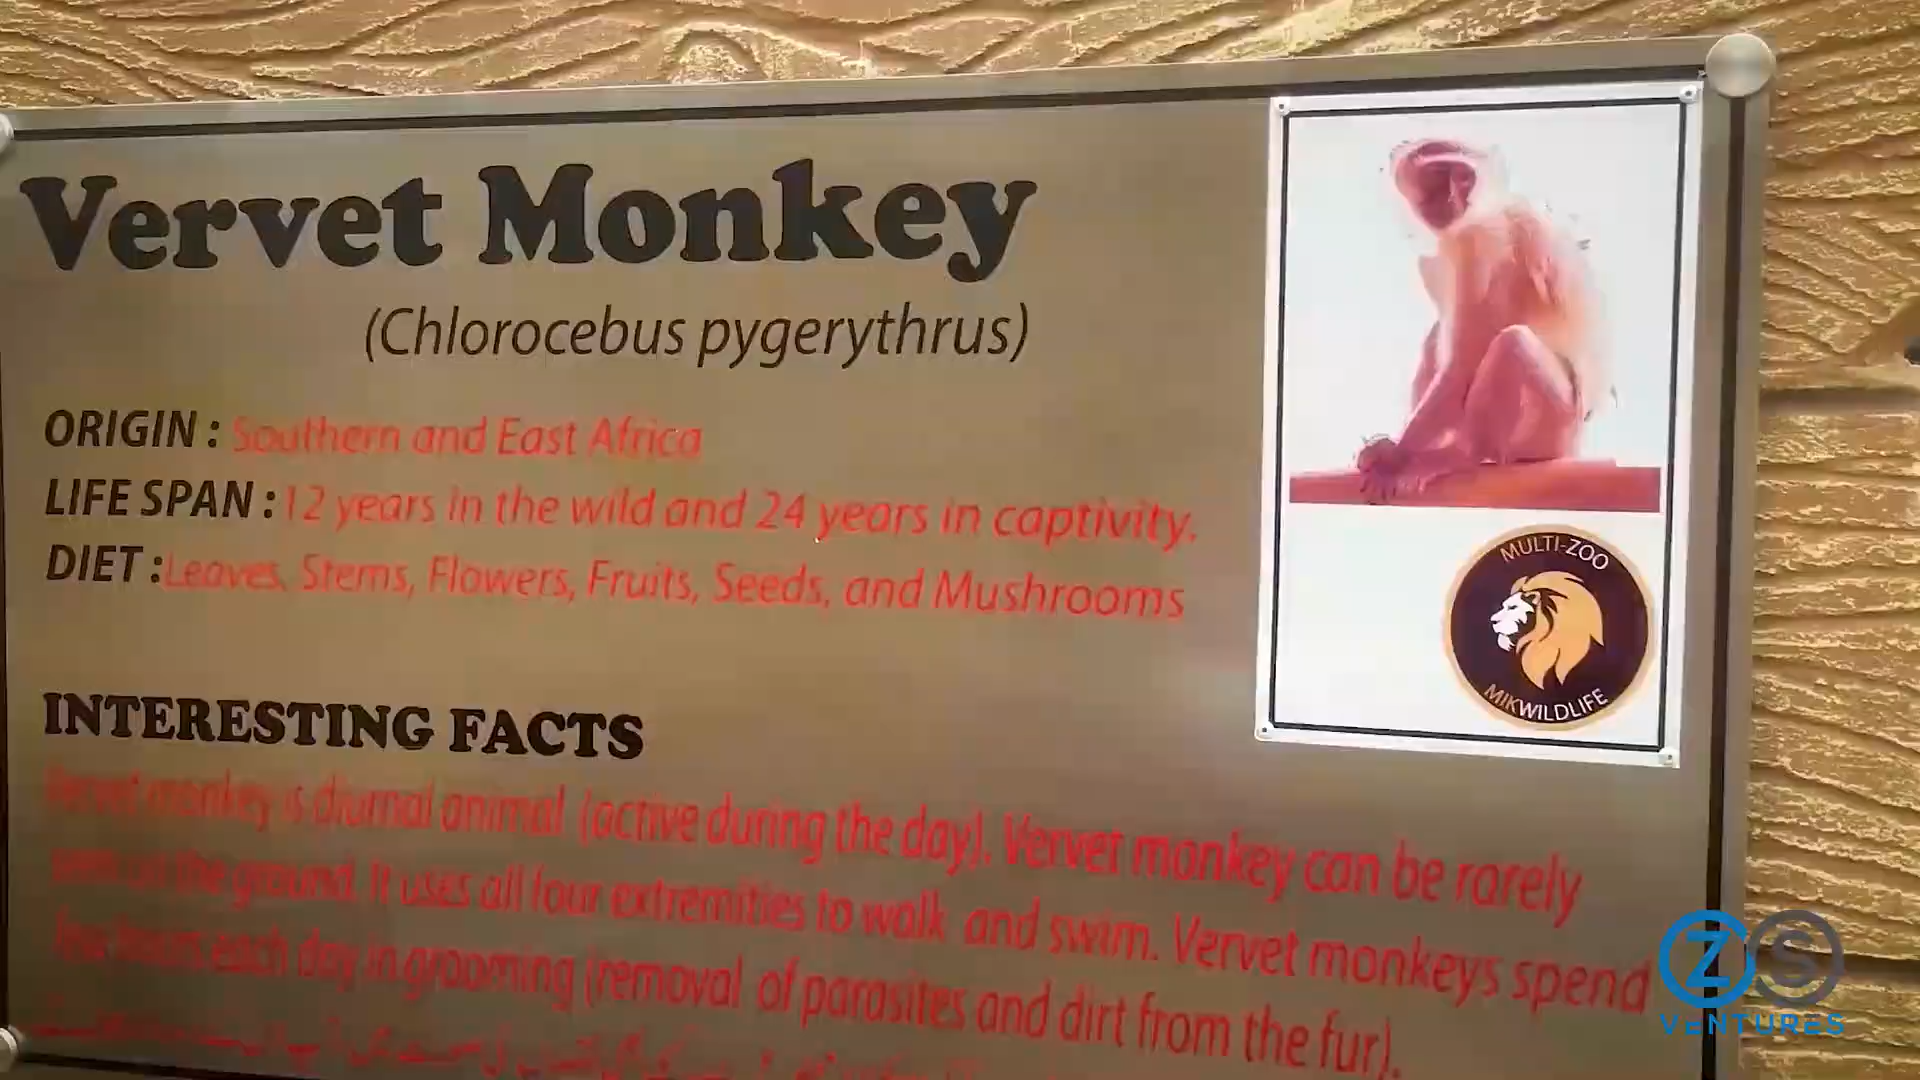 Vervet Monkey
(Chlorocebus pygerythrus)
ORIGIN : Southern and East Africa
LIFE SPAN : 12 years in the wild and 24 years in captivity.
DIET : Leaves, Stems, Flowers, Fruits, Seeds, and Mushrooms
INTERESTING FACTS
Vervet monkey is diurnal animal (active during the day). Vervet monkey can be rarely
seen on the ground. It uses all four extremities to walk and swim. Vervet monkeys spend
few hours each day in grooming (removal of parasites and dirt from the fur).
MULTI-ZOO
MIKWILDLIFE
ZS
VENTURES